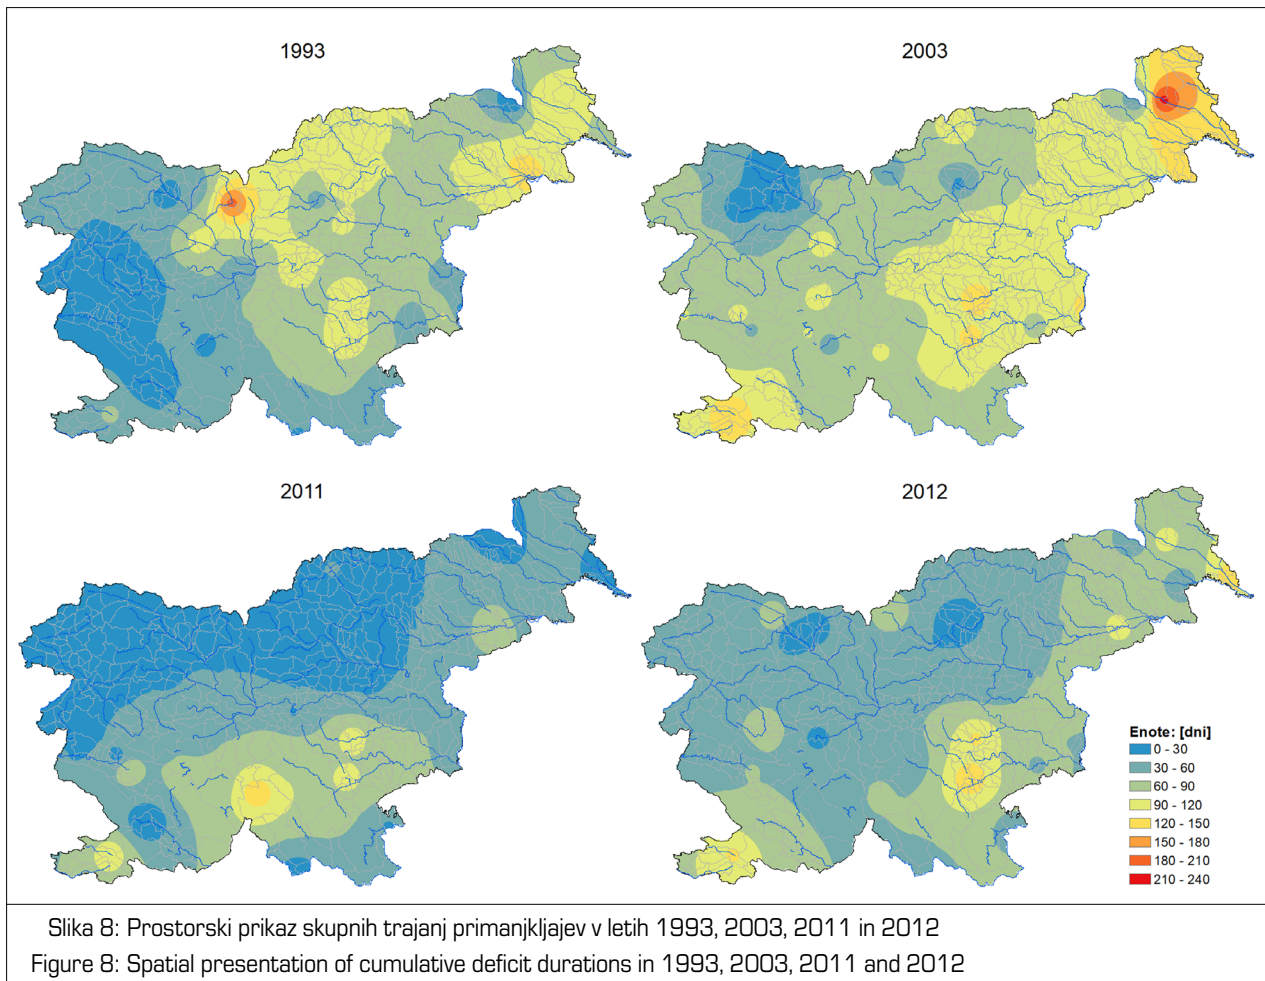 1993
2003
2011
2012
Enote: [dni]
0 - 30
30 - 60
60 - 90
90 - 120
120 - 150
150 - 180
180 - 210
210 - 240
Slika 8: Prostorski prikaz skupnih trajanj primanjkljajev v letih 1993, 2003, 2011 in 2012
Figure 8: Spatial presentation of cumulative deficit durations in 1993, 2003, 2011 and 2012